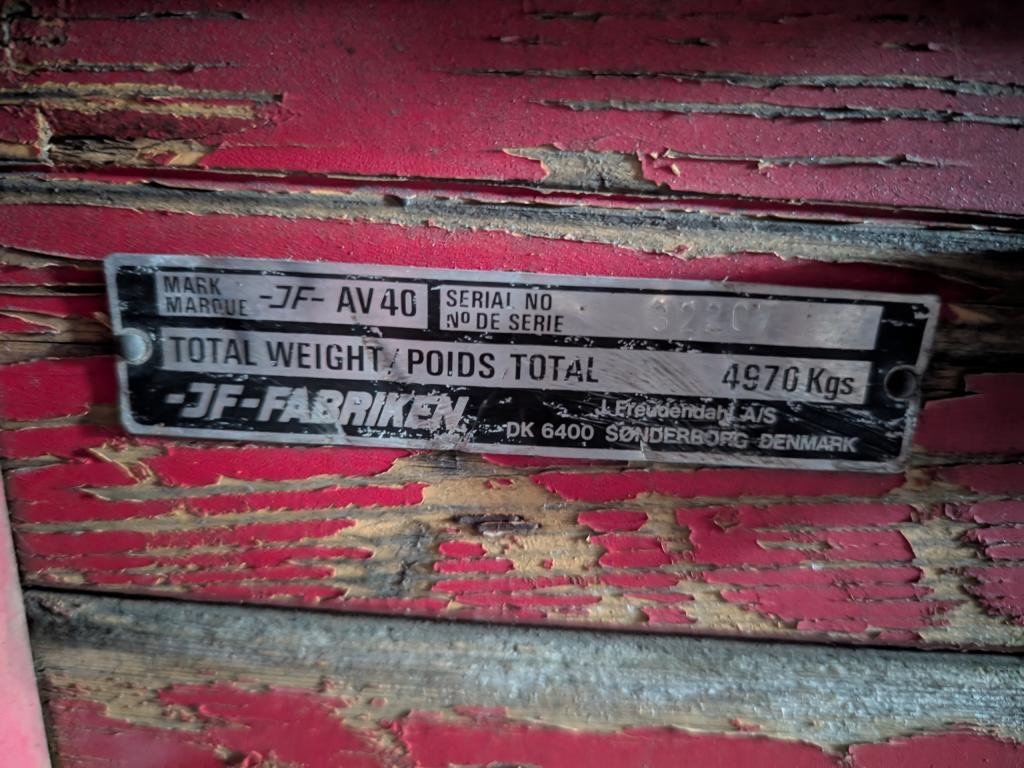 MARK
MARQUE -JF- AV40
SERIAL NO
Nº DE SERIE
TOTAL WEIGHT/POIDS TOTAL 4970 Kgs
-JF-FABRIKEN
J. Freudendahl A/S
DK 6400 SØNDERBORG DENMARK